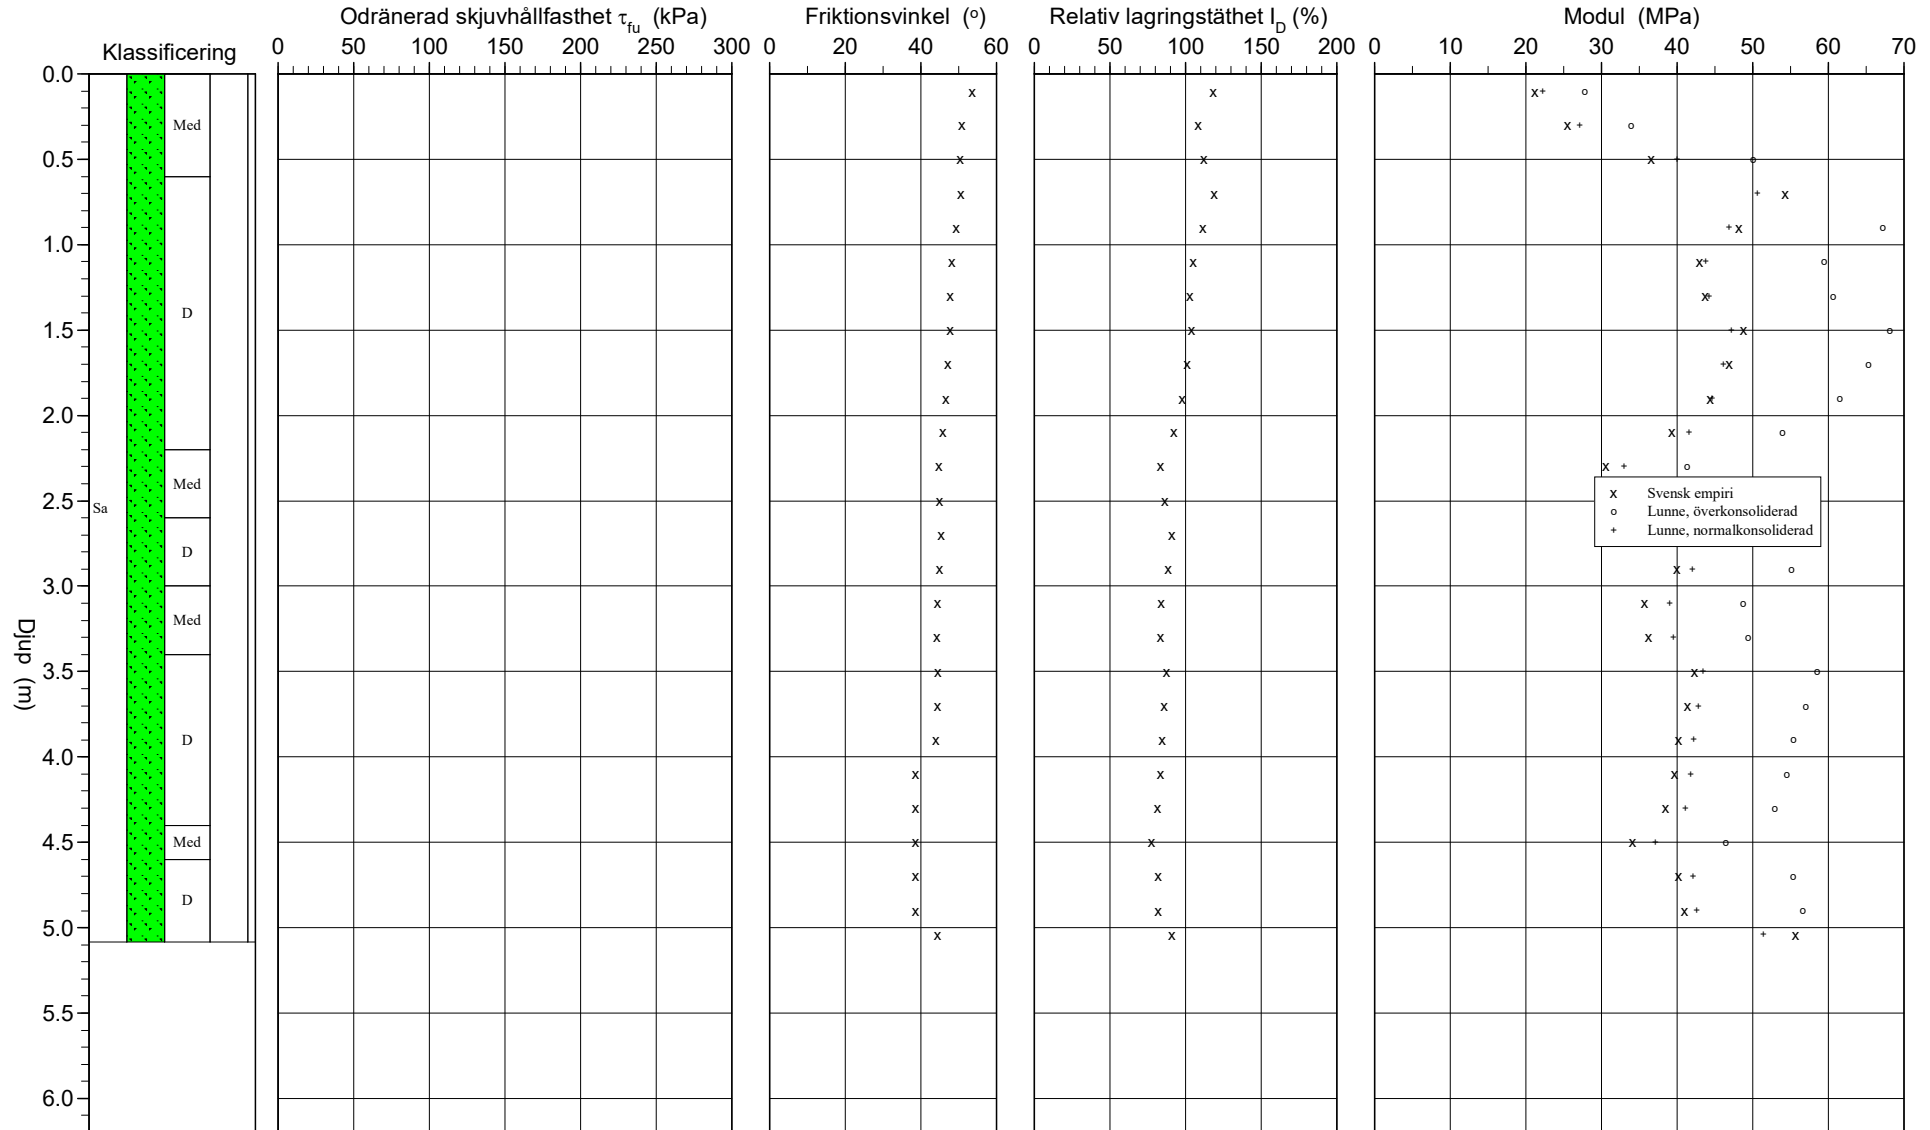 Odränerad skjuvhållfasthet τfu (kPa)
Friktionsvinkel (o)
Relativ lagringstäthet ID (%)
Modul (MPa)
Klassificering
0 50 100 150 200 250 300
0 20 40 60
0 50 100 150 200
0 10 20 30 40 50 60 70
0.0
0.5
1.0
1.5
2.0
2.5
3.0
3.5
4.0
4.5
5.0
5.5
6.0
Djup (m)
Sa
Med
D
Med
D
Med
D
Med
D
x Svensk empiri
o Lunne, överkonsoliderad
+ Lunne, normalkonsoliderad